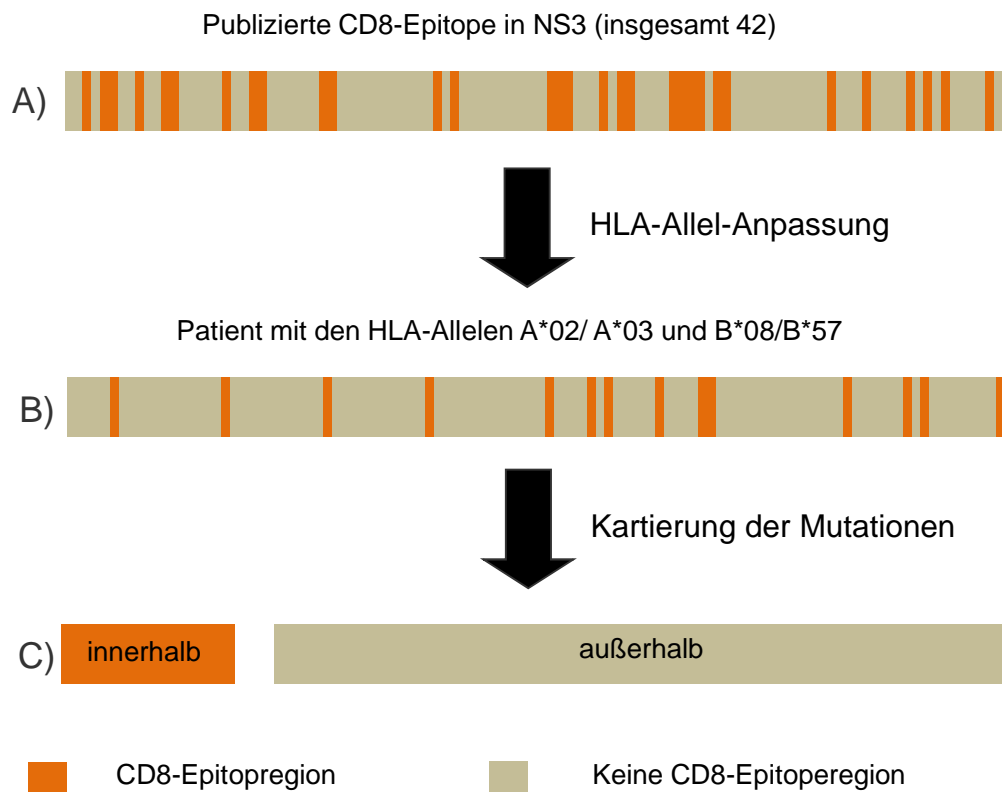 Publizierte CD8-Epitope in NS3 (insgesamt 42)
A)
HLA-Allel-Anpassung
Patient mit den HLA-Allelen A*02/ A*03 und B*08/B*57
B)
Kartierung der Mutationen
C)
innerhalb
außerhalb
CD8-Epitopregion
Keine CD8-Epitoperegion